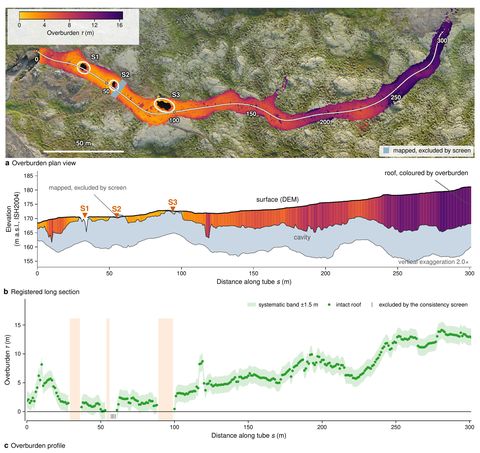 0 4 8 12 16
Overburden τ (m)
0
S1
S2
50
S3
100
150
200
250
300
50 m
mapped, excluded by screen
a Overburden plan view
roof, coloured by overburden
mapped, excluded by screen
S1 S2 S3
surface (DEM)
cavity
vertical exaggeration 2.0×
Elevation
(m a.s.l., ISH2004)
185
180
175
170
165
160
155
0 50 100 150 200 250 300
Distance along tube s (m)
b Registered long section
systematic band ±1.5 m intact roof excluded by the consistency screen
Overburden τ (m)
15
10
5
0
0 50 100 150 200 250 300
Distance along tube s (m)
c Overburden profile